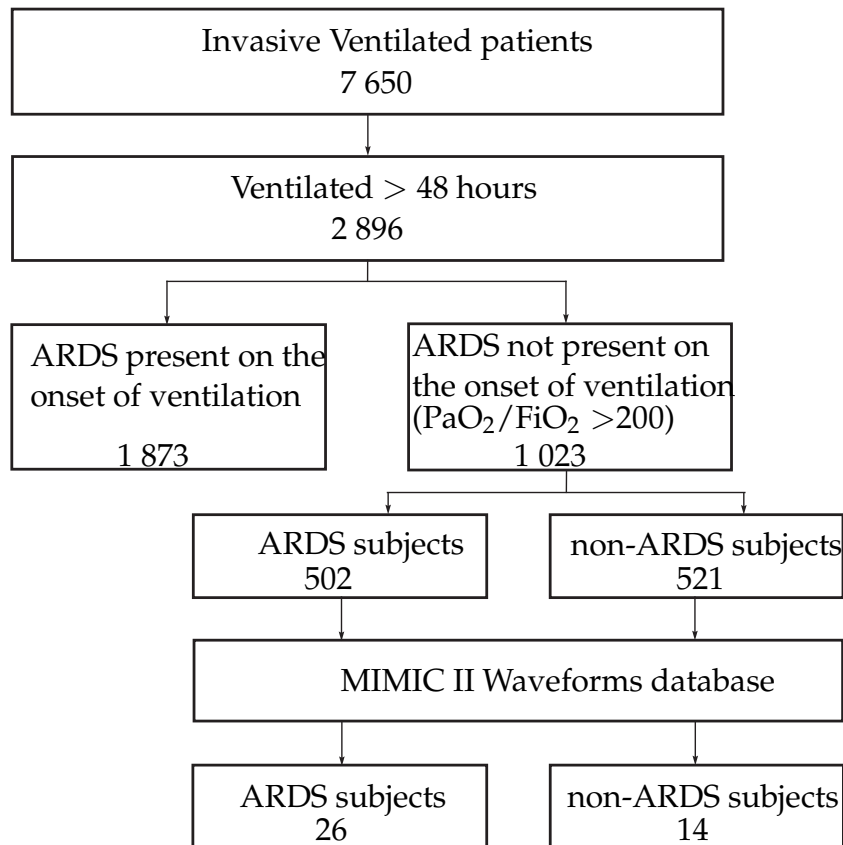 Invasive Ventilated patients
7 650
Ventilated > 48 hours
2 896
ARDS present on the
onset of ventilation
1 873
ARDS not present on
the onset of ventilation
(PaO₂/FiO₂ >200)
1 023
ARDS subjects
502
non-ARDS subjects
521
MIMIC II Waveforms database
ARDS subjects
26
non-ARDS subjects
14